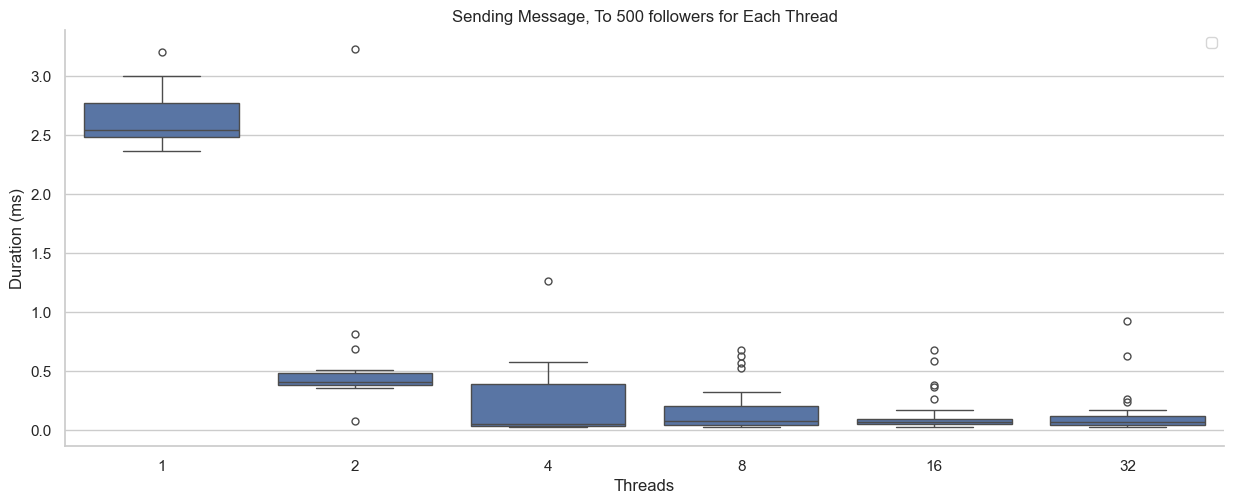 Sending Message, To 500 followers for Each Thread
3.0
2.5
2.0
1.5
1.0
0.5
0.0
Duration (ms)
1 2 4 8 16 32
Threads